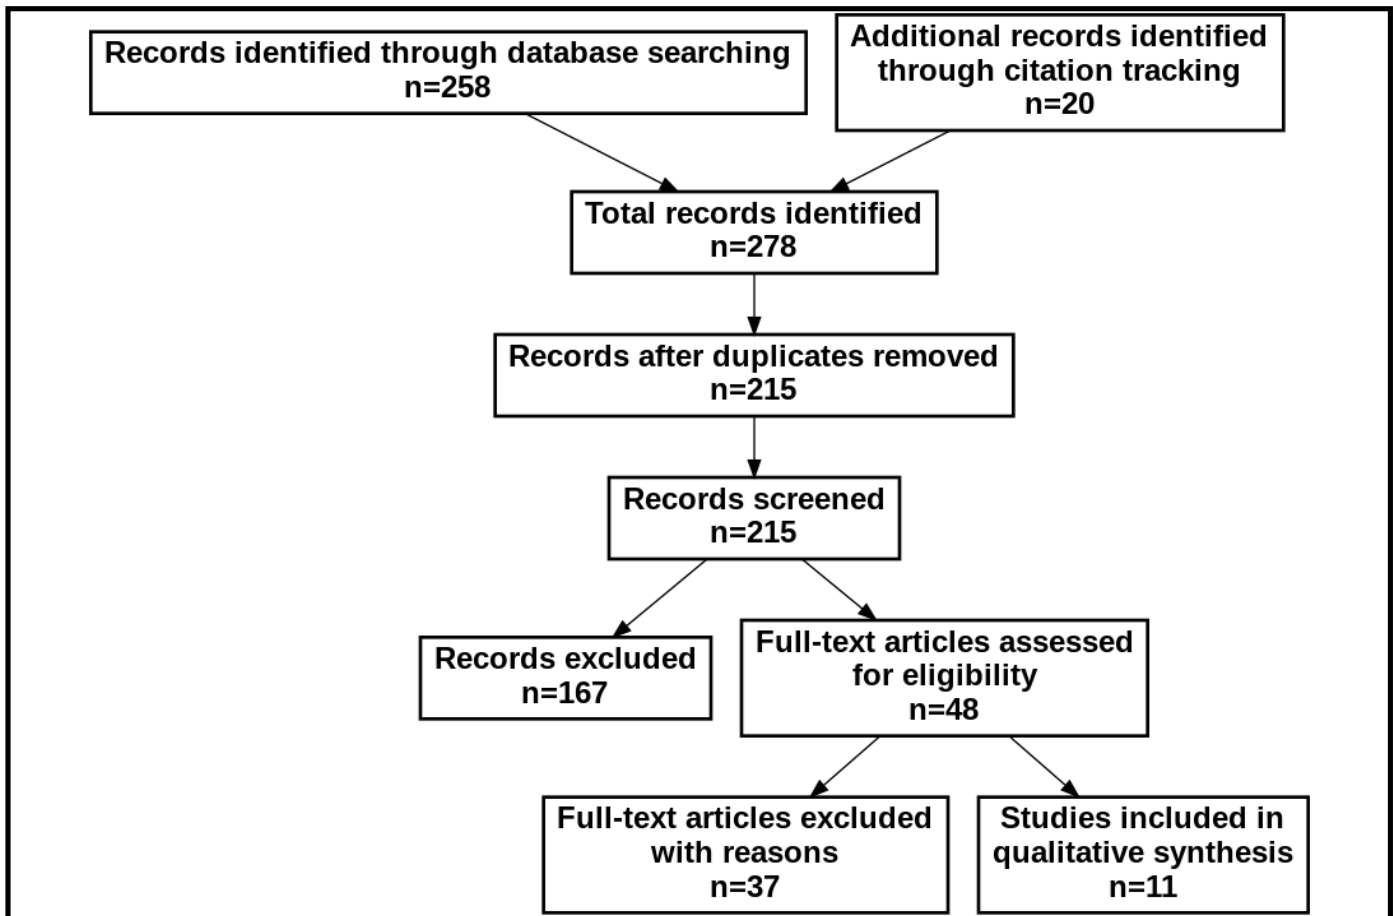 Records identified through database searching
n=258
Additional records identified
through citation tracking
n=20
Total records identified
n=278
Records after duplicates removed
n=215
Records screened
n=215
Records excluded
n=167
Full-text articles assessed
for eligibility
n=48
Full-text articles excluded
with reasons
n=37
Studies included in
qualitative synthesis
n=11